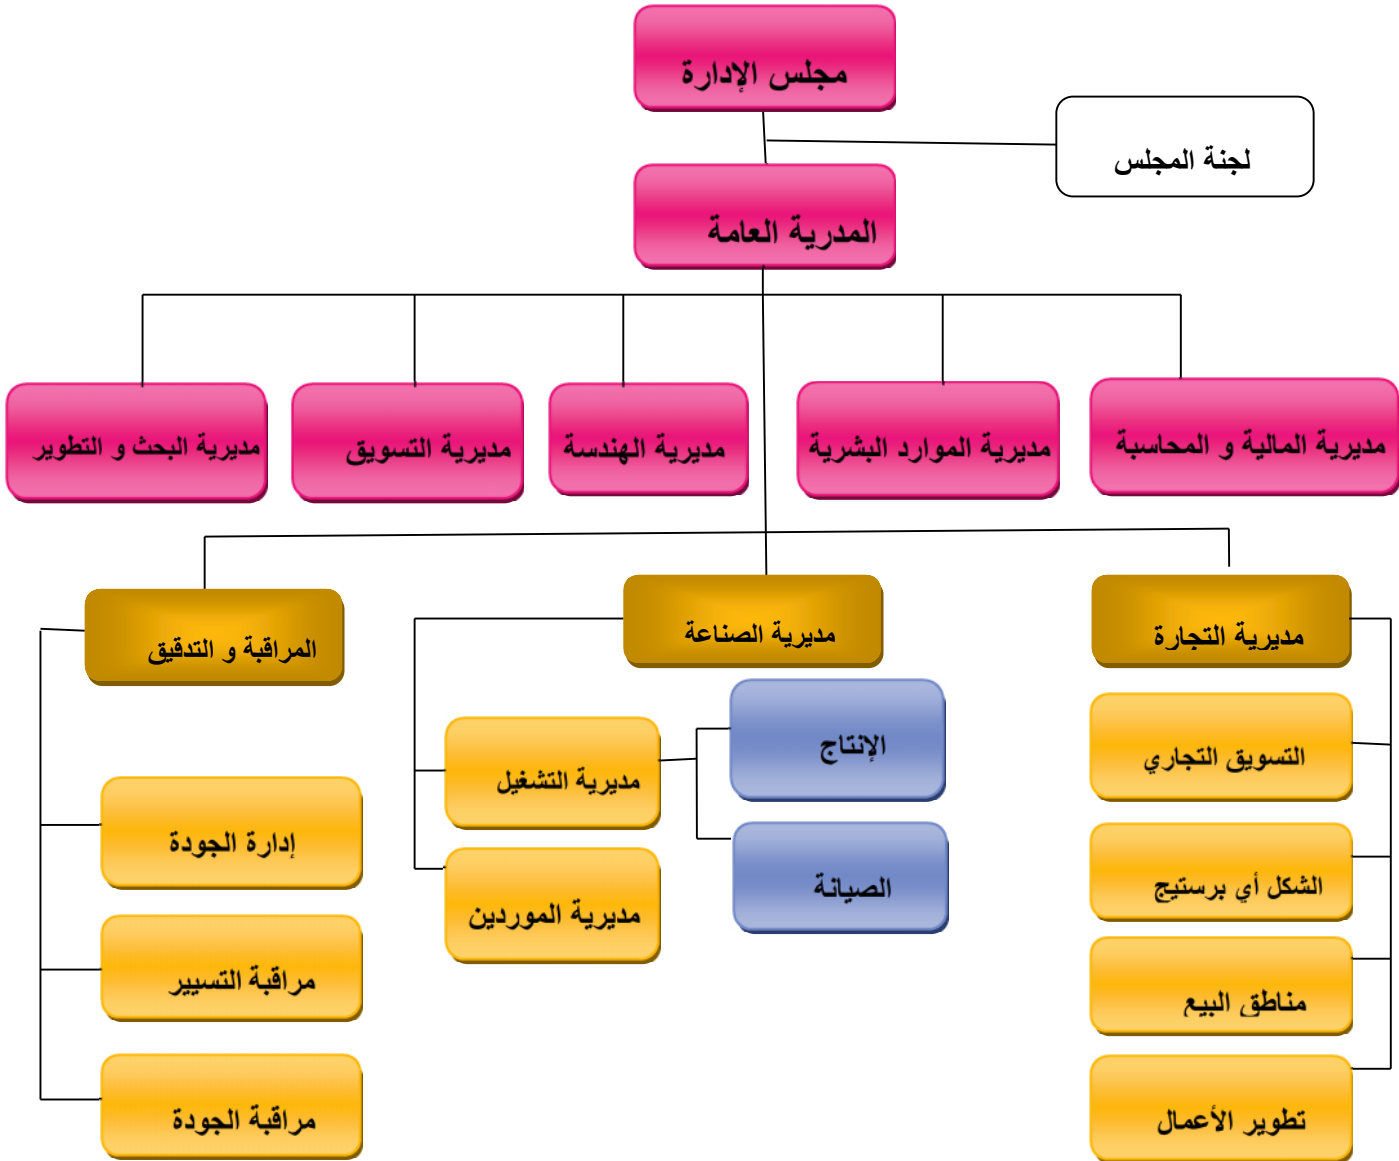 مجلس الإدارة
لجنة المجلس
المدرية العامة
مديرية المالية و المحاسبة
مديرية الموارد البشرية
مديرية الهندسة
مديرية التسويق
مديرية البحث و التطوير
مديرية التجارة
مديرية الصناعة
المراقبة و التدقيق
التسويق التجاري
الشكل أي برستيج
مناطق البيع
تطوير الأعمال
الإنتاج
مديرية التشغيل
الصيانة
مديرية الموردين
إدارة الجودة
مراقبة التسيير
مراقبة الجودة